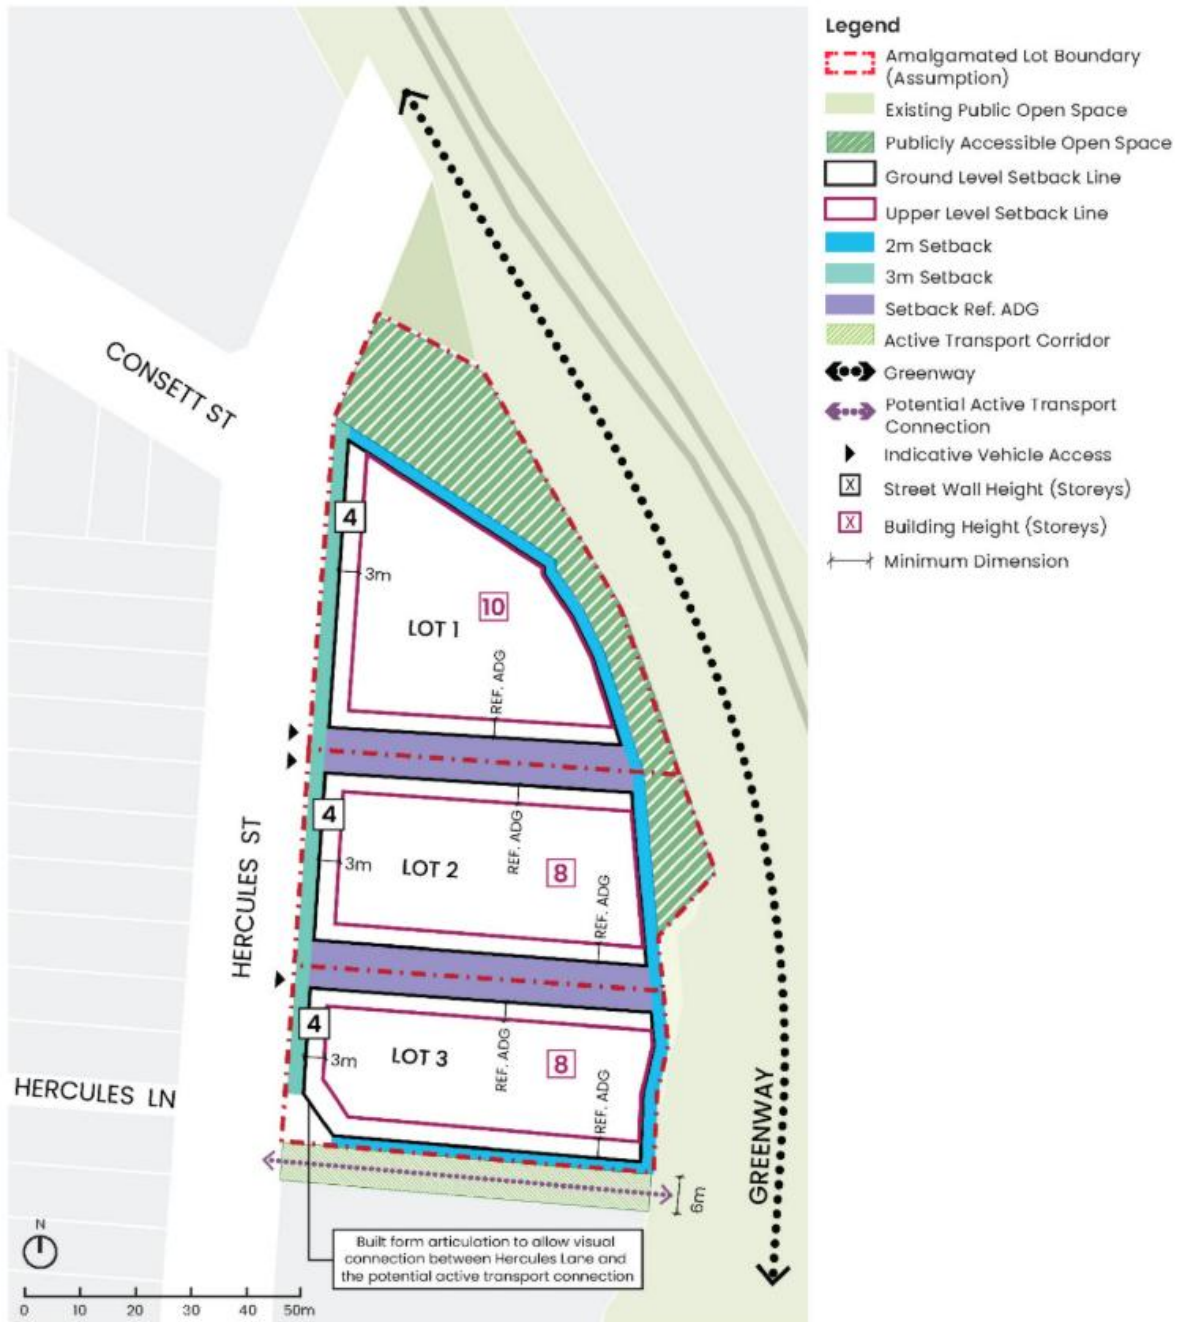 Legend
Amalgamated Lot Boundary
(Assumption)
Existing Public Open Space
Publicly Accessible Open Space
Ground Level Setback Line
Upper Level Setback Line
2m Setback
3m Setback
Setback Ref. ADG
Active Transport Corridor
Greenway
Potential Active Transport
Connection
Indicative Vehicle Access
X
Street Wall Height (Storeys)
X
Building Height (Storeys)
Minimum Dimension
CONSETT ST
4
3m
10
LOT 1
REF. ADG
4
3m
LOT 2
REF. ADG
8
REF. ADG
HERCULES ST
4
3m
LOT 3
REF. ADG
8
REF. ADG
HERCULES LN
GREENWAY
6m
Built form articulation to allow visual
connection between Hercules Lane and
the potential active transport connection
N
0 10 20 30 40 50m